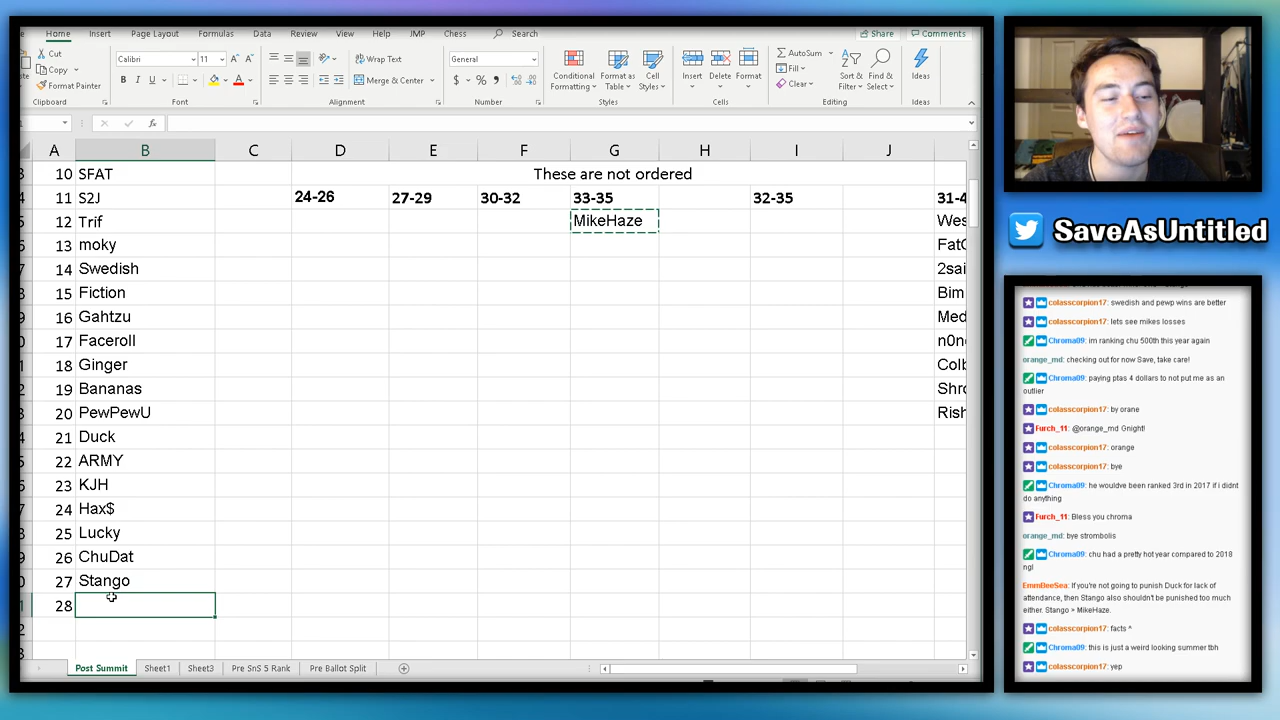 Home Insert Page Layout Formulas Data Review View Help JMP Chess Search Share Comments
Cut
Copy
Format Painter
Clipboard
Calibri 11
B I U
Font
Wrap Text
Merge & Center
Alignment
General
$ % ,
Number
Conditional Formatting
Format as Table
Cell Styles
Styles
Insert Delete Format
Cells
AutoSum
Fill
Clear
Sort & Filter
Find & Select
Editing
Ideas
Ideas
A B C D E F G H I J
10 SFAT These are not ordered
11 S2J 24-26 27-29 30-32 33-35 32-35 31-4
12 Trif MikeHaze Wes
13 moky FatG
14 Swedish 2sai
15 Fiction Bim
16 Gahtzu Med
17 Faceroll n0n
18 Ginger Colb
19 Bananas Shr
20 PewPewU Rish
21 Duck
22 ARMY
23 KJH
24 Hax$
25 Lucky
26 ChuDat
27 Stango
28
Post Summit Sheet1 Sheet3 Pre SnS 5 Rank Pre Ballot Split
SaveAsUntitled
colasscorpion17: swedish and pewp wins are better
colasscorpion17: lets see mikes losses
Chroma09: im ranking chu 500th this year again
orange_md: checking out for now Save, take care!
Chroma09: paying ptas 4 dollars to not put me as an
outlier
colasscorpion17: by orane
Furch_11: @orange_md Gnight!
colasscorpion17: orange
colasscorpion17: bye
Chroma09: he wouldve been ranked 3rd in 2017 if i didnt
do anything
Furch_11: Bless you chroma
orange_md: bye strombolis
Chroma09: chu had a pretty hot year compared to 2018
ngl
EmmBeeSea: If you're not going to punish Duck for lack of
attendance, then Stango also shouldn't be punished too much
either. Stango > MikeHaze.
colasscorpion17: facts ^
Chroma09: this is just a weird looking summer tbh
colasscorpion17: yep